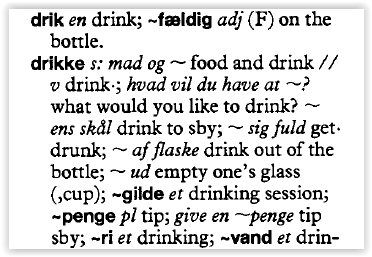 drik en drink; ~fældig adj (F) on the
bottle.
drikke s: mad og ~ food and drink //
v drink·; hvad vil du have at ~?
what would you like to drink? ~
ens skål drink to sby; ~ sig fuld get·
drunk; ~ af flaske drink out of the
bottle; ~ ud empty one's glass
(,cup); ~gilde et drinking session;
~penge pl tip; give en ~penge tip
sby; ~ri et drinking; ~vand et drin-